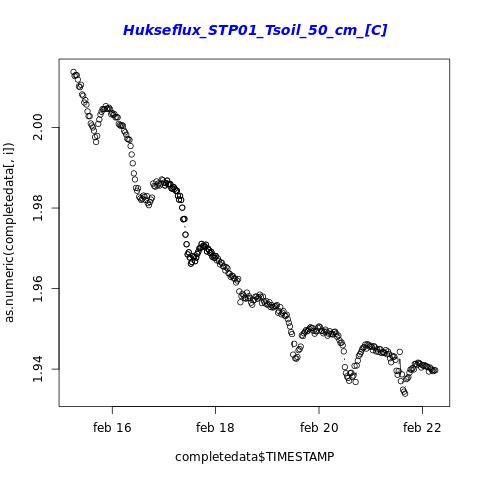 Hukseflux_STP01_Tsoil_50_cm_[C]
as.numeric(completedata[, i])
2.00
1.98
1.96
1.94
feb 16 feb 18 feb 20 feb 22
completedata$TIMESTAMP